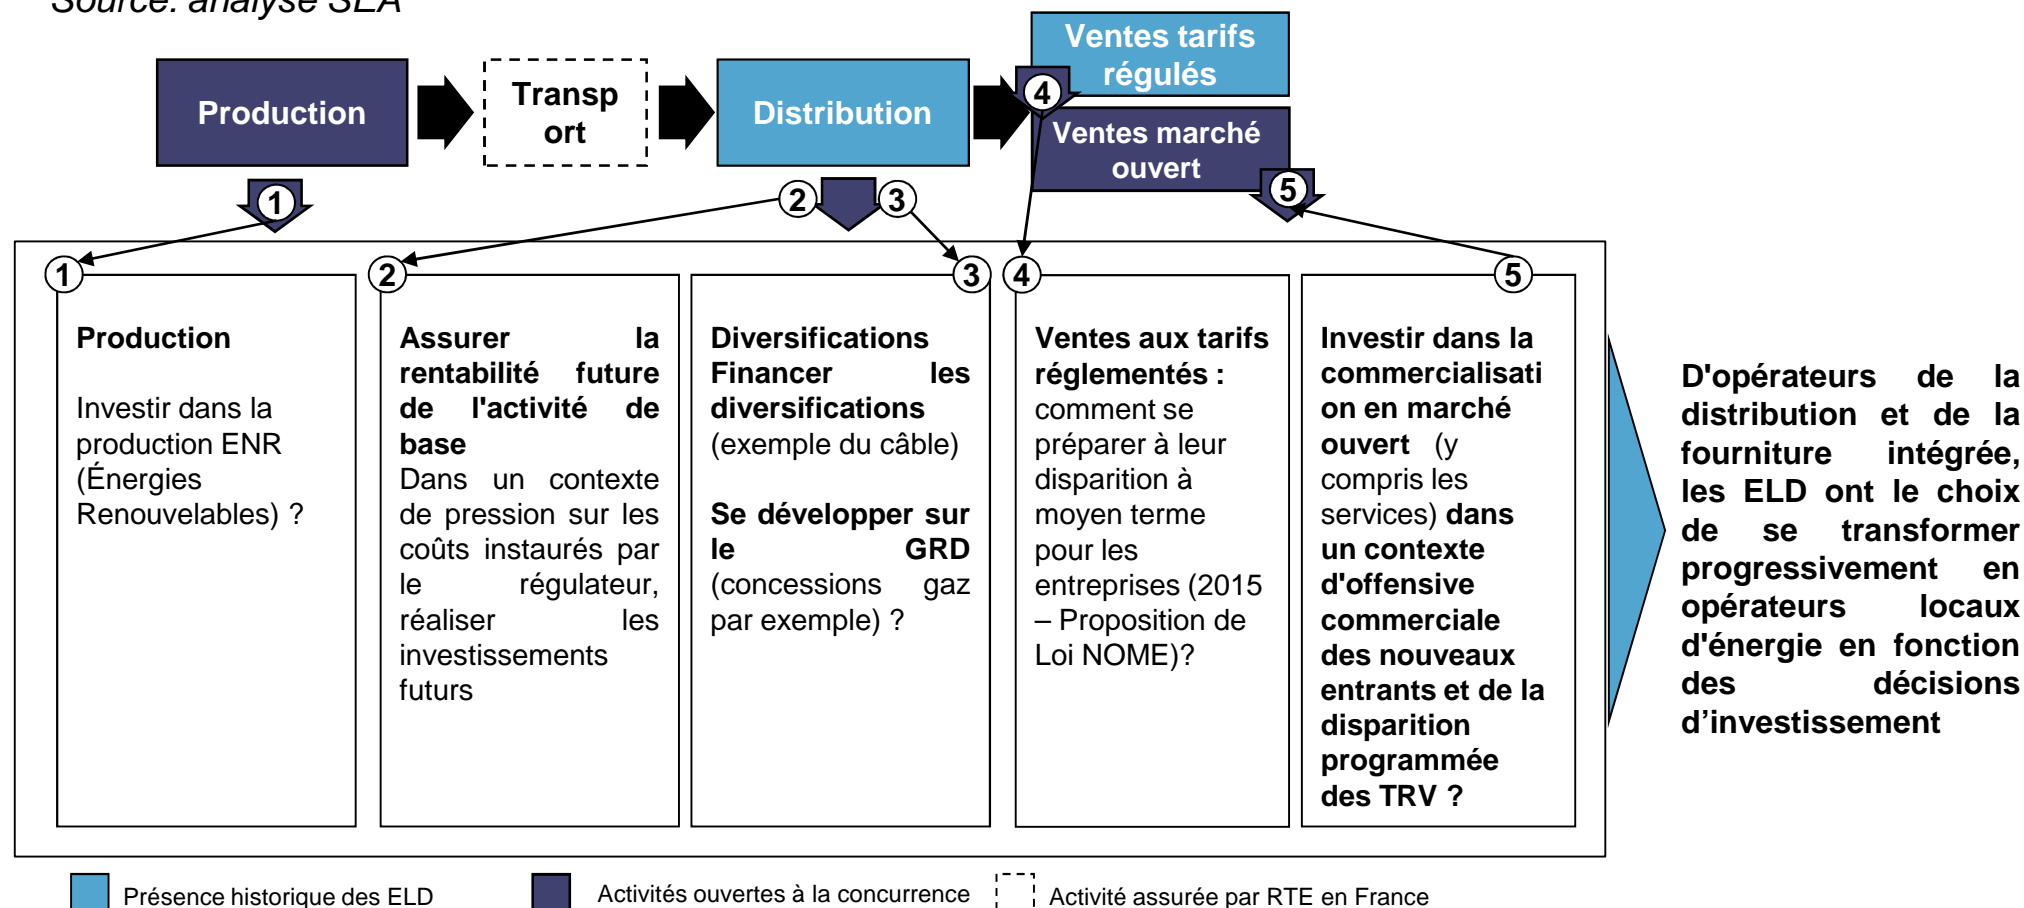 Source: analyse SEA
Ventes tarifs
régulés
4
Production
Transp
ort
Distribution
Ventes marché
ouvert
1
2
3
5
1
2
3
4
5
Production
Investir dans la
production ENR
(Énergies
Renouvelables) ?
Assurer la
rentabilité future
de l'activité de
base
Dans un contexte
de pression sur les
coûts instaurés par
le régulateur,
réaliser les
investissements
futurs
Diversifications
Financer les
diversifications
(exemple du câble)
Se développer sur
le GRD
(concessions gaz
par exemple) ?
Ventes aux tarifs
réglementés :
comment se
préparer à leur
disparition à
moyen terme
pour les
entreprises (2015
– Proposition de
Loi NOME)?
Investir dans la
commercialisati
on en marché
ouvert (y
compris les
services) dans
un contexte
d'offensive
commerciale
des nouveaux
entrants et de la
disparition
programmée
des TRV ?
D'opérateurs de la
distribution et de la
fourniture intégrée,
les ELD ont le choix
de se transformer
progressivement en
opérateurs locaux
d'énergie en fonction
des décisions
d’investissement
Présence historique des ELD
Activités ouvertes à la concurrence
Activité assurée par RTE en France